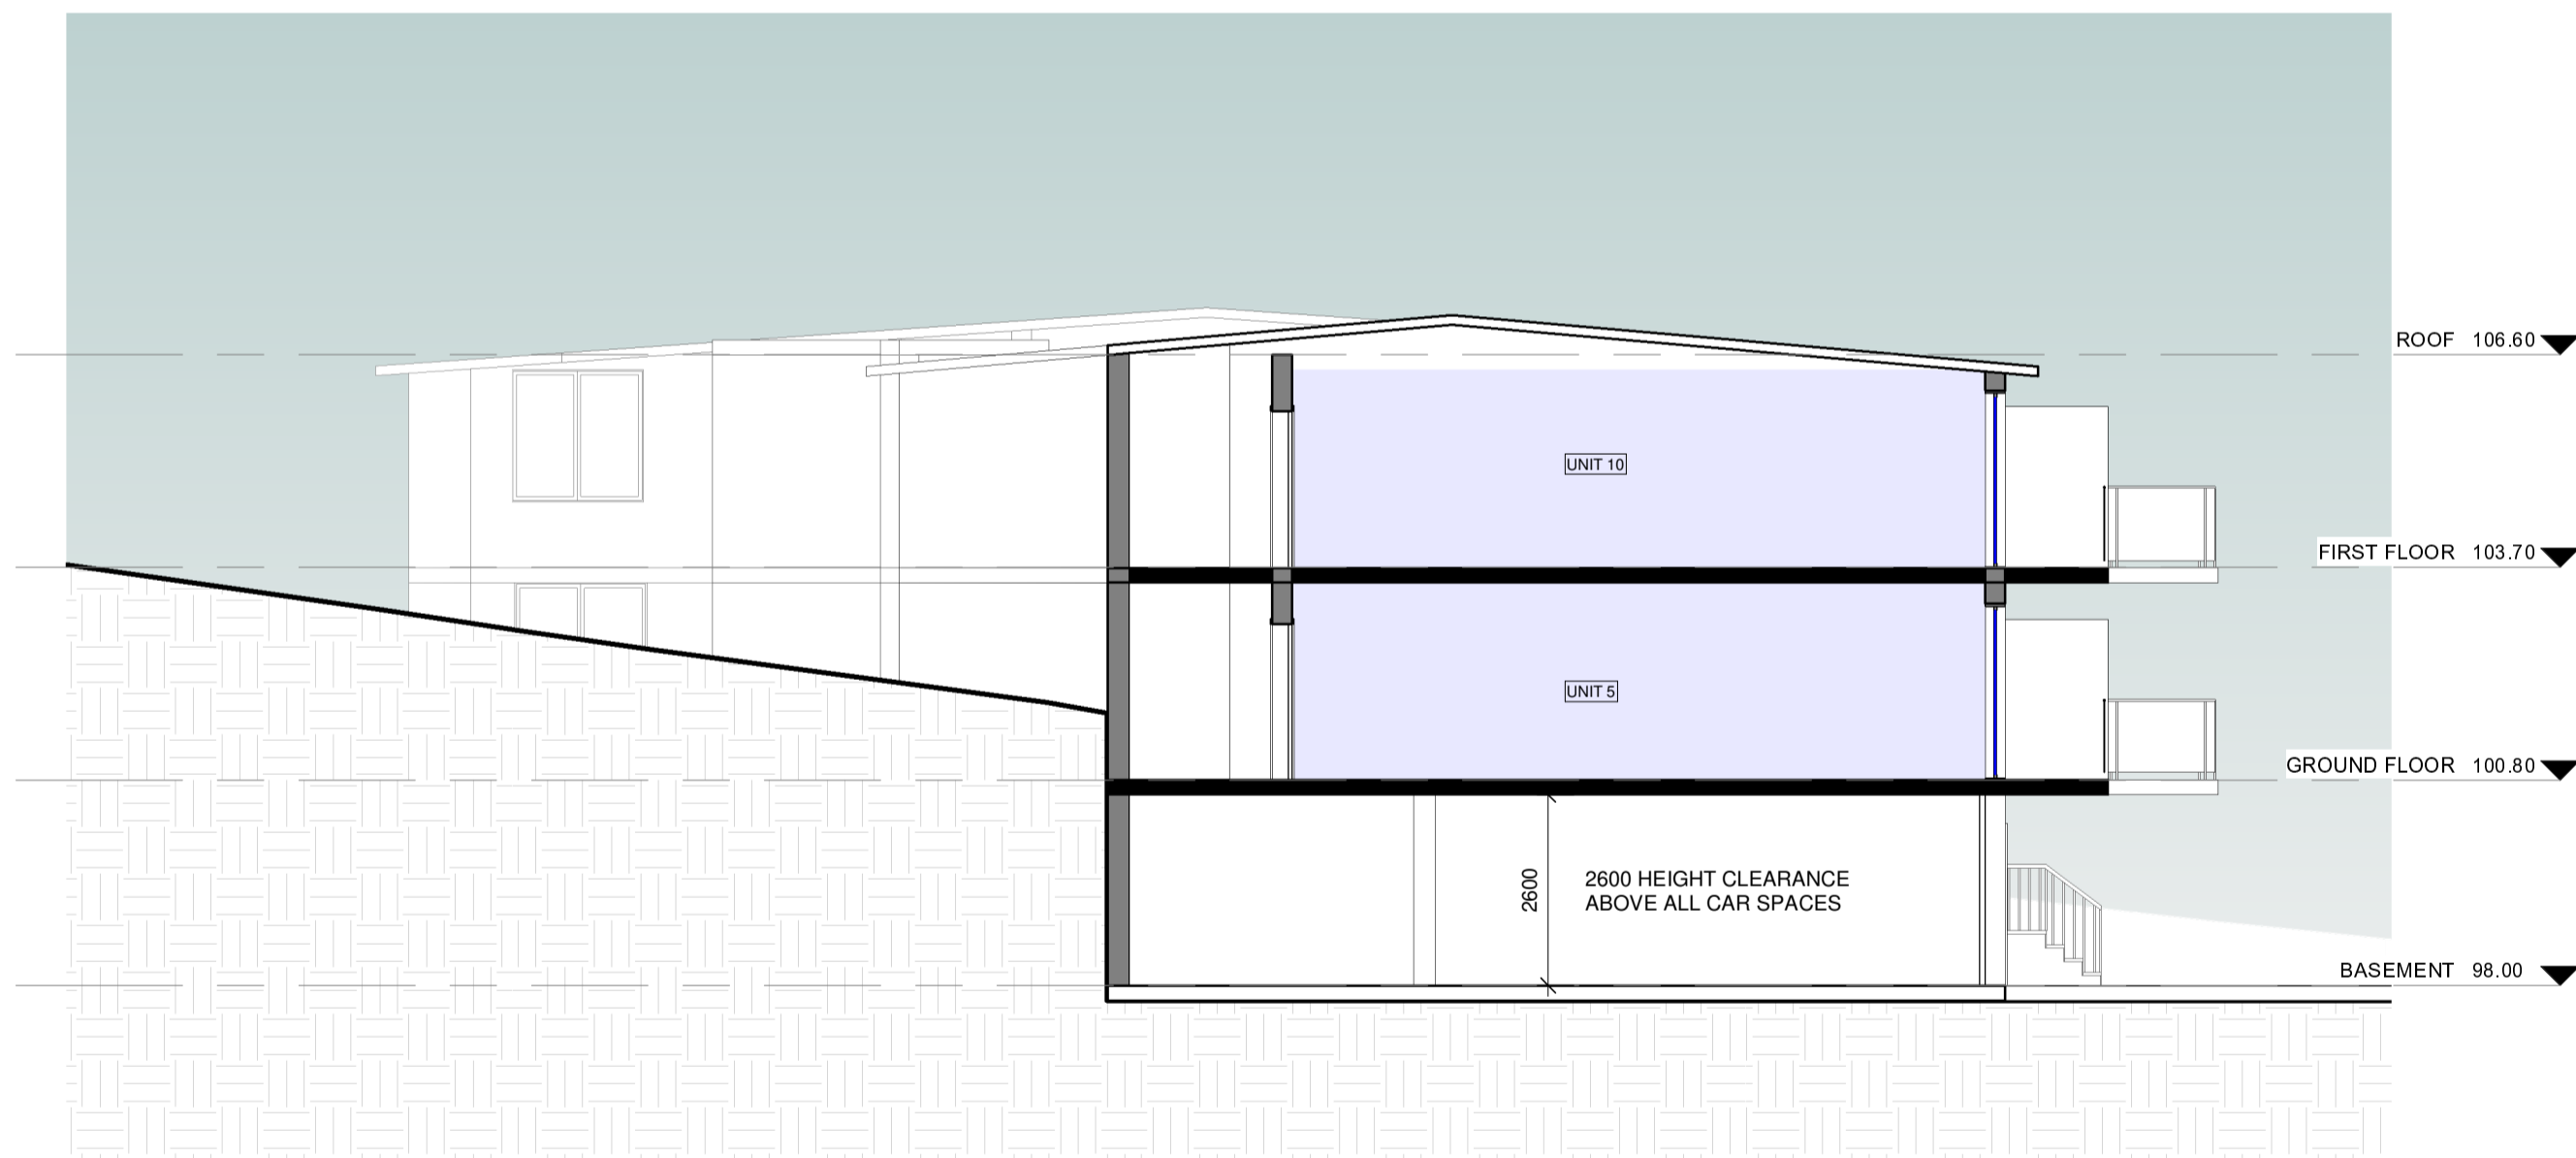 ROOF 106.60
UNIT 10
FIRST FLOOR 103.70
UNIT 5
GROUND FLOOR 100.80
2600
2600 HEIGHT CLEARANCE
ABOVE ALL CAR SPACES
BASEMENT 98.00